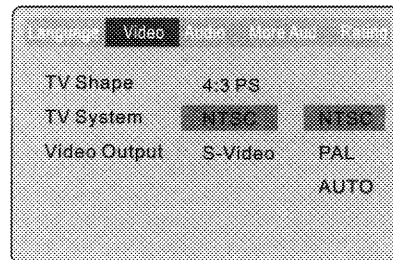 Language Video Audio More Aud Rating
TV Shape 4:3 PS
TV System NTSC NTSC
Video Output S-Video PAL
AUTO